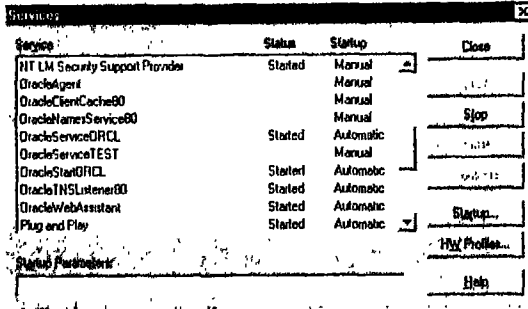 Services
Service Status Startup
NT LM Security Support Provider Started Manual
OracleAgent Manual
OracleClientCache80 Manual
OracleNamesService80 Manual
OracleServiceORCL Started Automatic
OracleServiceTEST Manual
OracleStartORCL Started Automatic
OracleTNSListener80 Started Automatic
OracleWebAssistant Started Automatic
Plug and Play Started Automatic
Startup Parameters:
Close
Stop
Startup...
HW Profiles...
Help